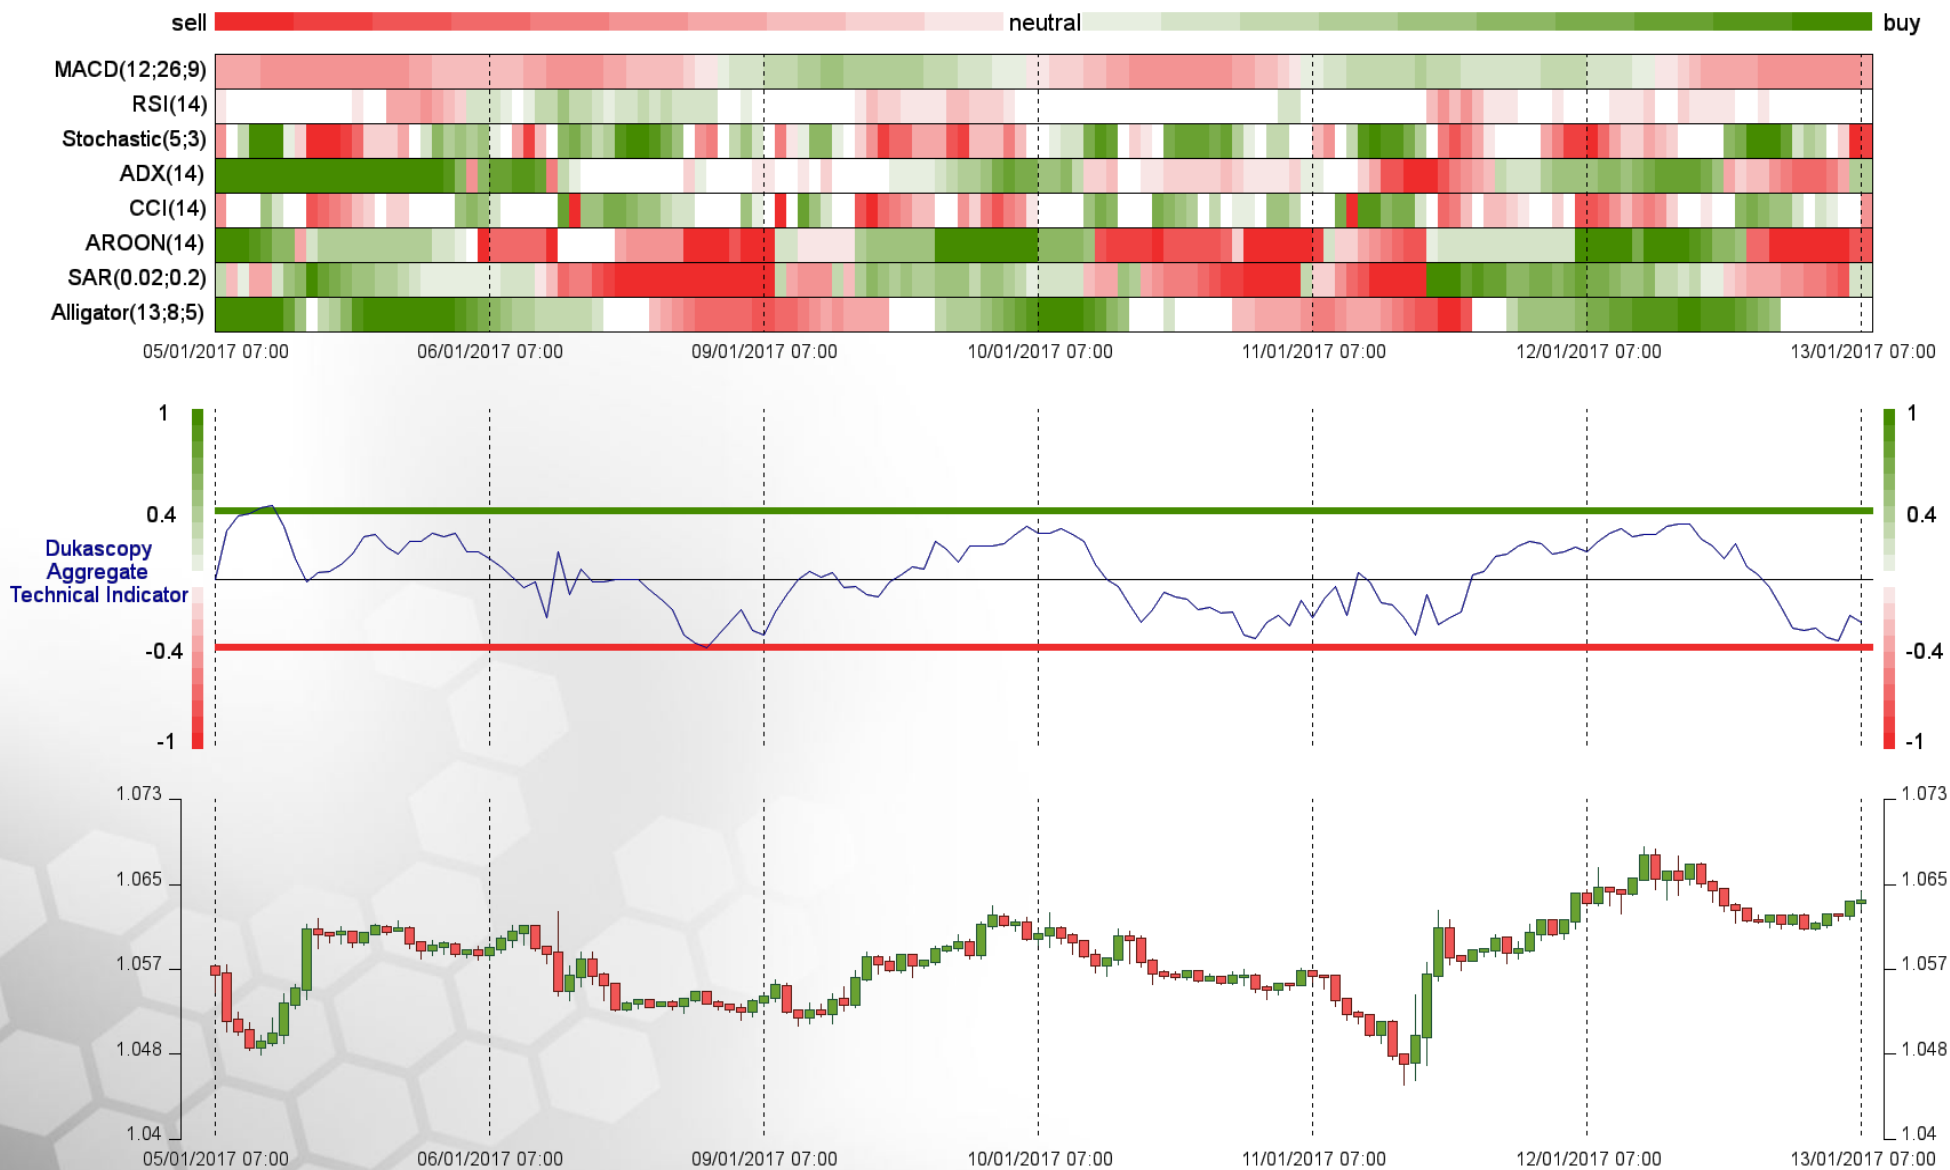 sell neutral buy
MACD(12;26;9)
RSI(14)
Stochastic(5;3)
ADX(14)
CCI(14)
AROON(14)
SAR(0.02;0.2)
Alligator(13;8;5)
05/01/2017 07:00 06/01/2017 07:00 09/01/2017 07:00 10/01/2017 07:00 11/01/2017 07:00 12/01/2017 07:00 13/01/2017 07:00
1 1
0.4 0.4
Dukascopy
Aggregate
Technical Indicator
-0.4 -0.4
-1 -1
1.073 1.073
1.065 1.065
1.057 1.057
1.048 1.048
1.04 1.04
05/01/2017 07:00 06/01/2017 07:00 09/01/2017 07:00 10/01/2017 07:00 11/01/2017 07:00 12/01/2017 07:00 13/01/2017 07:00